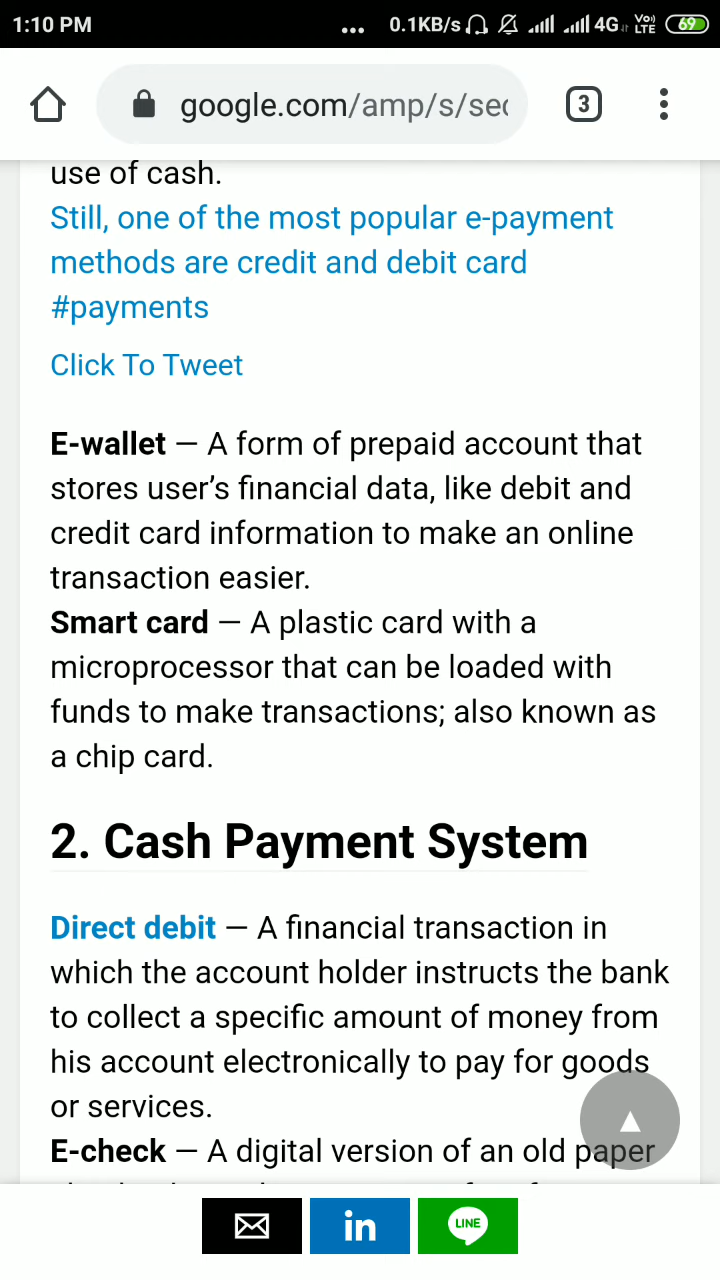 1:10 PM ... 0.1KB/s 4G Vo) LTE 69
google.com/amp/s/sec
3
use of cash.
Still, one of the most popular e-payment
methods are credit and debit card
#payments
Click To Tweet
E-wallet — A form of prepaid account that
stores user’s financial data, like debit and
credit card information to make an online
transaction easier.
Smart card — A plastic card with a
microprocessor that can be loaded with
funds to make transactions; also known as
a chip card.
2. Cash Payment System
Direct debit — A financial transaction in
which the account holder instructs the bank
to collect a specific amount of money from
his account electronically to pay for goods
or services.
E-check — A digital version of an old paper
in LINE